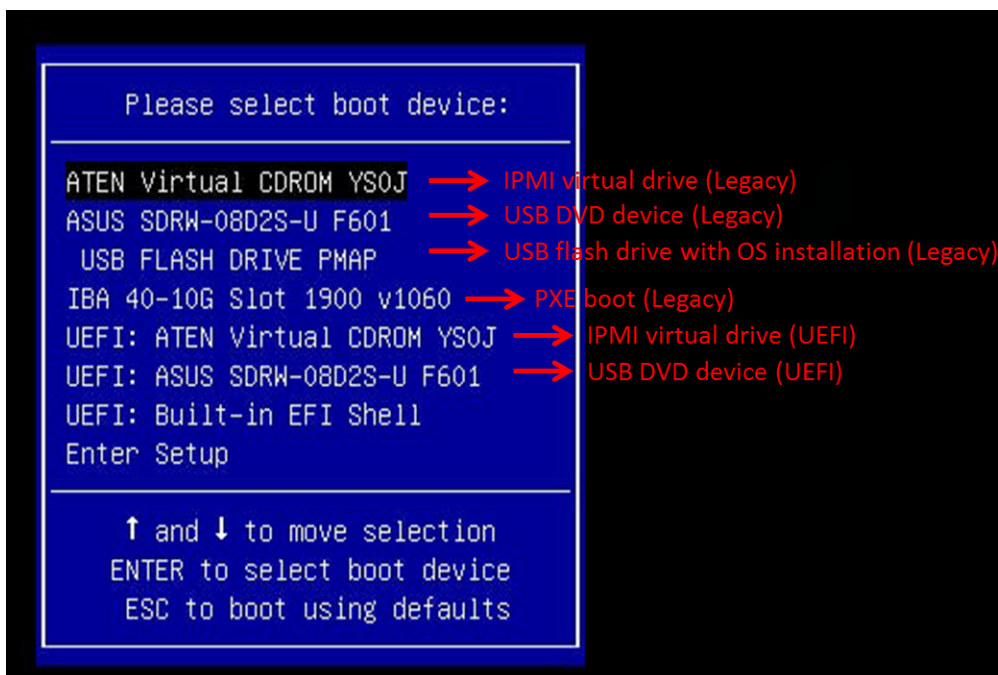 Please select boot device:
ATEN Virtual CDROM YS0J → IPMI virtual drive (Legacy)
ASUS SDRW-08D2S-U F601 → USB DVD device (Legacy)
USB FLASH DRIVE PMAP → USB flash drive with OS installation (Legacy)
IBA 40-10G Slot 1900 v1060 → PXE boot (Legacy)
UEFI: ATEN Virtual CDROM YS0J → IPMI virtual drive (UEFI)
UEFI: ASUS SDRW-08D2S-U F601 → USB DVD device (UEFI)
UEFI: Built-in EFI Shell
Enter Setup
↑ and ↓ to move selection
ENTER to select boot device
ESC to boot using defaults